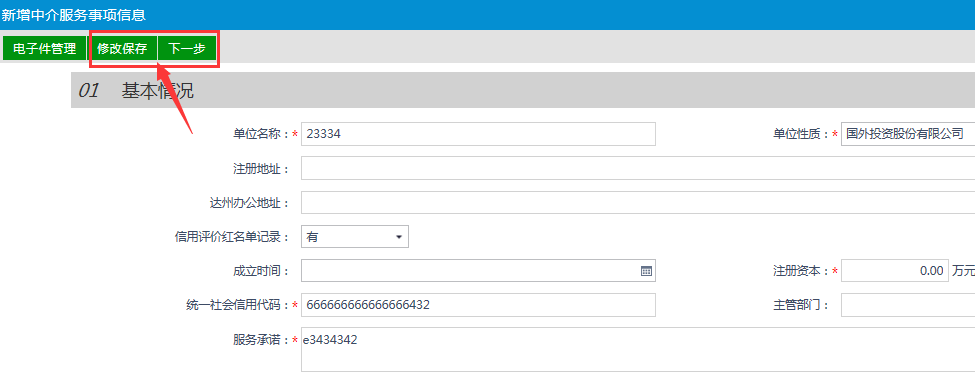 新增中介服务事项信息
电子件管理 修改保存 下一步
01 基本情况
单位名称：* 23334 单位性质：* 国外投资股份有限公司
注册地址：
达州办公地址：
信用评价红名单记录： 有
成立时间： 注册资本：* 0.00 万元
统一社会信用代码：* 666666666666666432 主管部门：
服务承诺：* e3434342